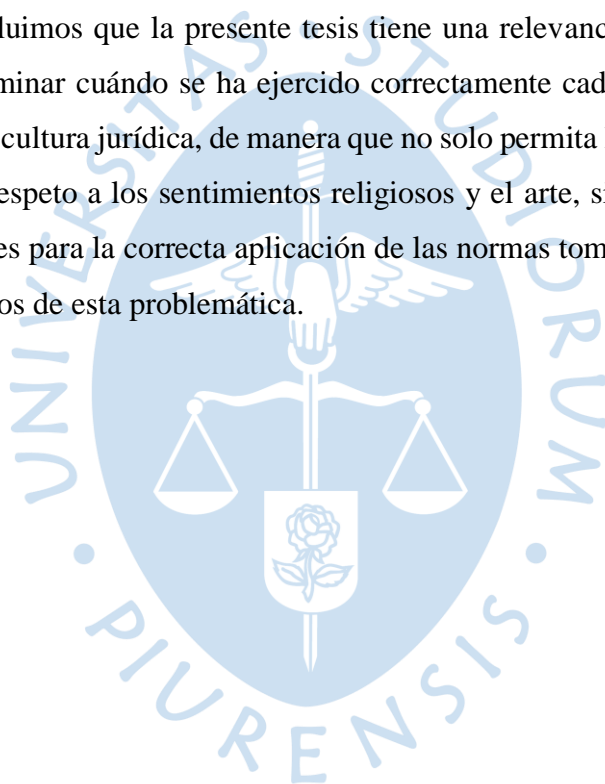 luimos que la presente tesis tiene una relevanc
minar cuándo se ha ejercido correctamente cad
cultura jurídica, de manera que no solo permita
espeto a los sentimientos religiosos y el arte, si
es para la correcta aplicación de las normas tom
os de esta problemática.
UNIVERSITAS STUDIORUM
PIURENSIS